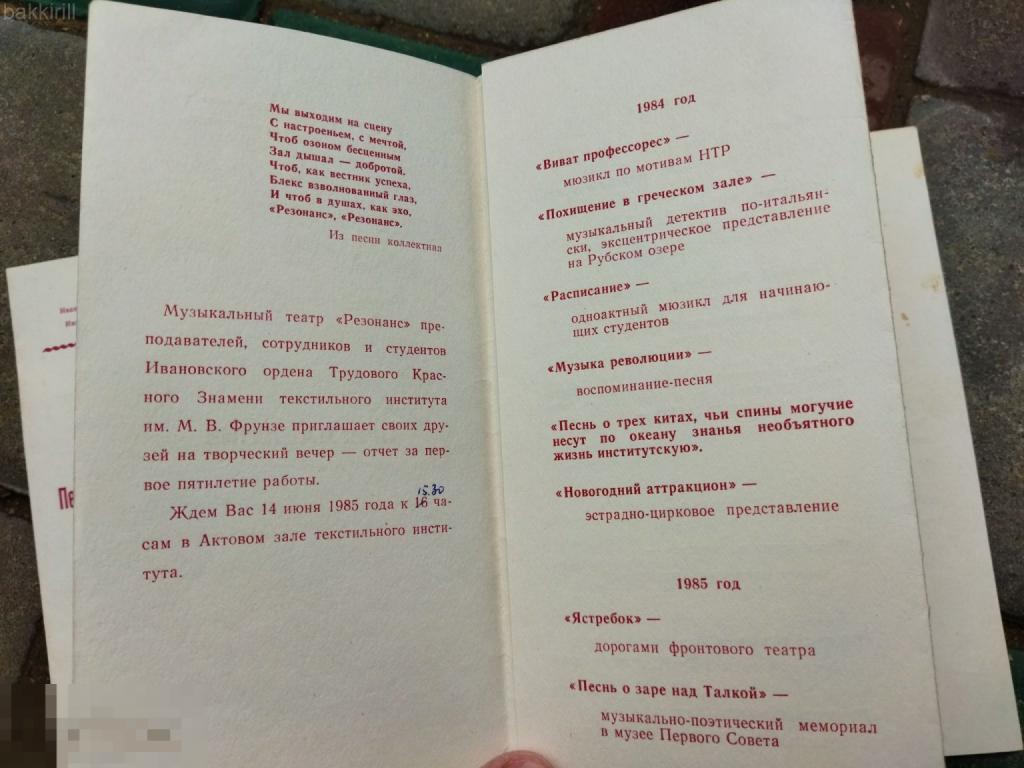 bakkirill
Мы выходим на сцену
С настроеньем, с мечтой,
Чтоб озоном бесценным
Зал дышал — добротой.
Чтоб, как вестник успеха,
Блекс взволнованный глаз,
И чтоб в душах, как эхо,
«Резонанс», «Резонанс».
Из песни коллектива
Музыкальный театр «Резонанс» пре-
подавателей, сотрудников и студентов
Ивановского ордена Трудового Крас-
ного Знамени текстильного института
им. М. В. Фрунзе приглашает своих дру-
зей на творческий вечер — отчет за пер-
вое пятилетие работы.
15.30
Ждем Вас 14 июня 1985 года к 16 ча-
сам в Актовом зале текстильного инсти-
тута.
1984 год
«Виват профессорес» —
мюзикл по мотивам НТР
«Похищение в греческом зале» —
музыкальный детектив по-итальян-
ски, эксцентрическое представление
на Рубском озере
«Расписание» —
одноактный мюзикл для начинаю-
щих студентов
«Музыка революции» —
воспоминание-песня
«Песнь о трех китах, чьи спины могучие
несут по океану знанья необъятного
жизнь институтскую».
«Новогодний аттракцион» —
эстрадно-цирковое представление
1985 год
«Ястребок» —
дорогами фронтового театра
«Песнь о заре над Талкой» —
музыкально-поэтический мемориал
в музее Первого Совета